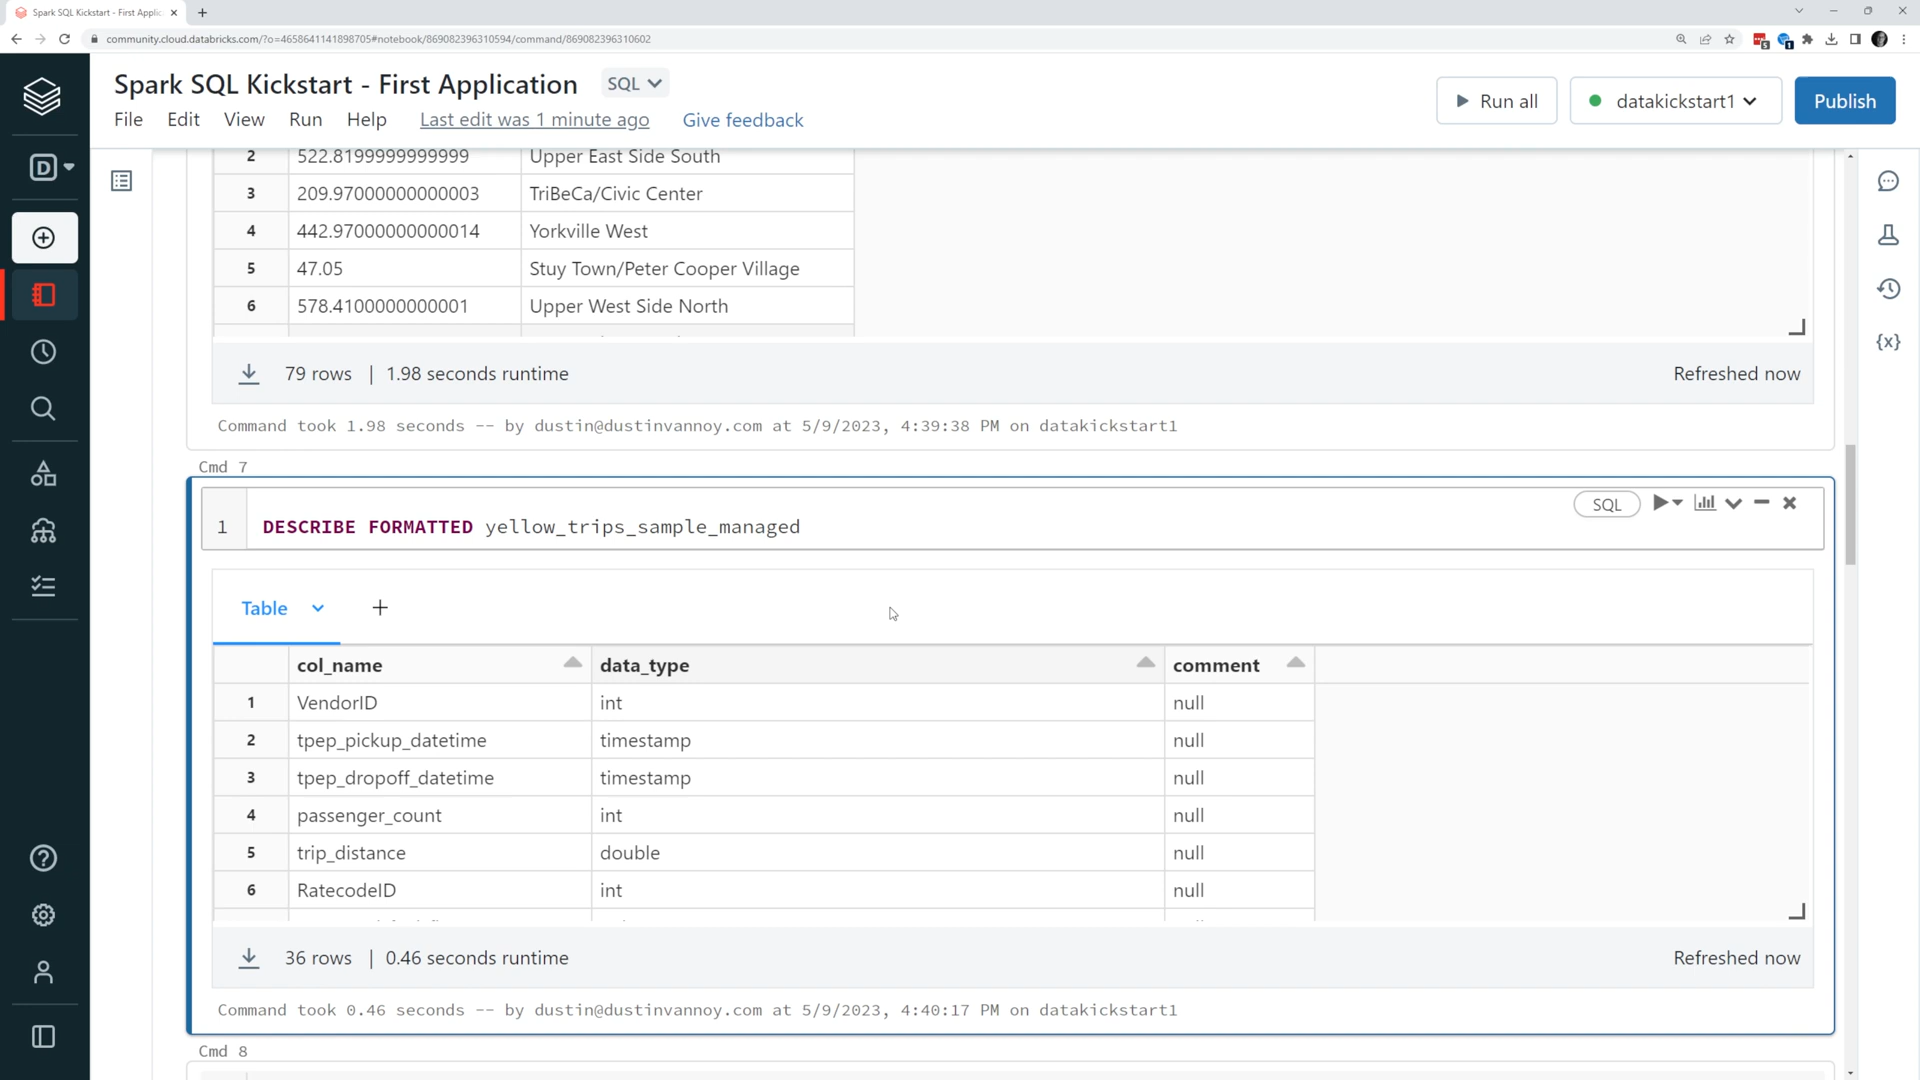 Spark SQL Kickstart - First Applic
community.cloud.databricks.com/?o=4658641141898705#notebook/869082396310594/command/869082396310602
Spark SQL Kickstart - First Application SQL
File Edit View Run Help Last edit was 1 minute ago Give feedback
Run all datakickstart1 Publish
D
2 522.8199999999999 Upper East Side South
3 209.97000000000003 TriBeCa/Civic Center
4 442.97000000000014 Yorkville West
5 47.05 Stuy Town/Peter Cooper Village
6 578.4100000000001 Upper West Side North
79 rows | 1.98 seconds runtime Refreshed now
Command took 1.98 seconds -- by dustin@dustinvannoy.com at 5/9/2023, 4:39:38 PM on datakickstart1
Cmd 7
SQL
1 DESCRIBE FORMATTED yellow_trips_sample_managed
Table +
col_name data_type comment
1 VendorID int null
2 tpep_pickup_datetime timestamp null
3 tpep_dropoff_datetime timestamp null
4 passenger_count int null
5 trip_distance double null
6 RatecodeID int null
36 rows | 0.46 seconds runtime Refreshed now
Command took 0.46 seconds -- by dustin@dustinvannoy.com at 5/9/2023, 4:40:17 PM on datakickstart1
Cmd 8